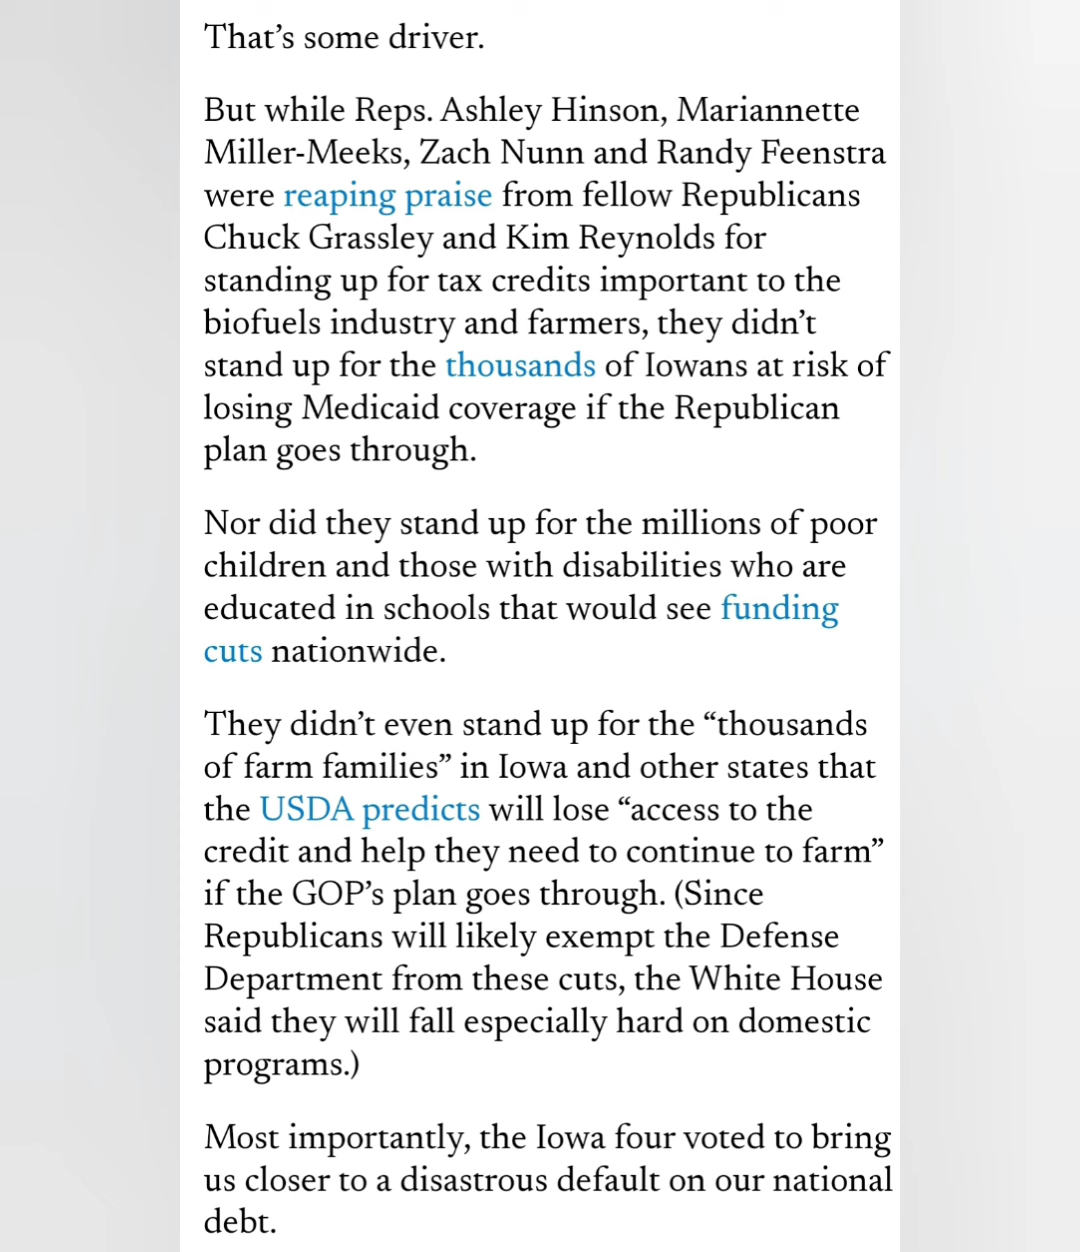 That’s some driver.
But while Reps. Ashley Hinson, Mariannette
Miller-Meeks, Zach Nunn and Randy Feenstra
were reaping praise from fellow Republicans
Chuck Grassley and Kim Reynolds for
standing up for tax credits important to the
biofuels industry and farmers, they didn’t
stand up for the thousands of Iowans at risk of
losing Medicaid coverage if the Republican
plan goes through.
Nor did they stand up for the millions of poor
children and those with disabilities who are
educated in schools that would see funding
cuts nationwide.
They didn’t even stand up for the “thousands
of farm families” in Iowa and other states that
the USDA predicts will lose “access to the
credit and help they need to continue to farm”
if the GOP’s plan goes through. (Since
Republicans will likely exempt the Defense
Department from these cuts, the White House
said they will fall especially hard on domestic
programs.)
Most importantly, the Iowa four voted to bring
us closer to a disastrous default on our national
debt.